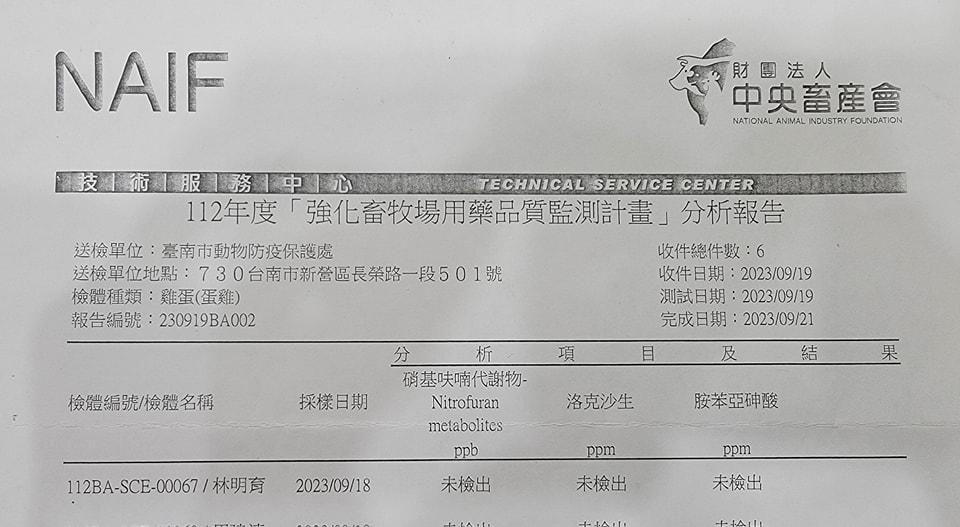 NAIF
財團法人
中央畜產會
NATIONAL ANIMAL INDUSTRY FOUNDATION
技術服務中心 TECHNICAL SERVICE CENTER
112年度「強化畜牧場用藥品質監測計畫」分析報告
送檢單位：臺南市動物防疫保護處 收件總件數：6
送檢單位地點：７３０台南市新營區長榮路一段５０１號 收件日期：2023/09/19
檢體種類：雞蛋(蛋雞) 測試日期：2023/09/19
報告編號：230919BA002 完成日期：2023/09/21
分析項目及結果
硝基呋喃代謝物-
檢體編號/檢體名稱 採樣日期 Nitrofuran 洛克沙生 胺苯亞砷酸
metabolites
ppb ppm ppm
112BA-SCE-00067 / 林明育 2023/09/18 未檢出 未檢出 未檢出